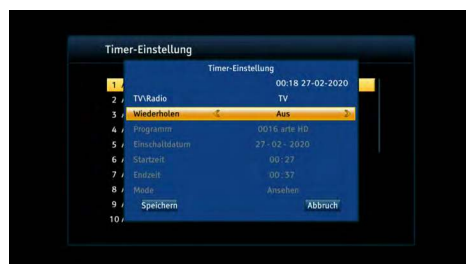 Timer-Einstellung
Timer-Einstellung
00:18 27-02-2020
TV\Radio TV
Wiederholen Aus
Programm 0016 arte HD
Einschaltdatum 27-02-2020
Startzeit 00:27
Endzeit 00:37
Mode Ansehen
Speichern Abbruch
1
2
3
4
5
6
7
8
9
10